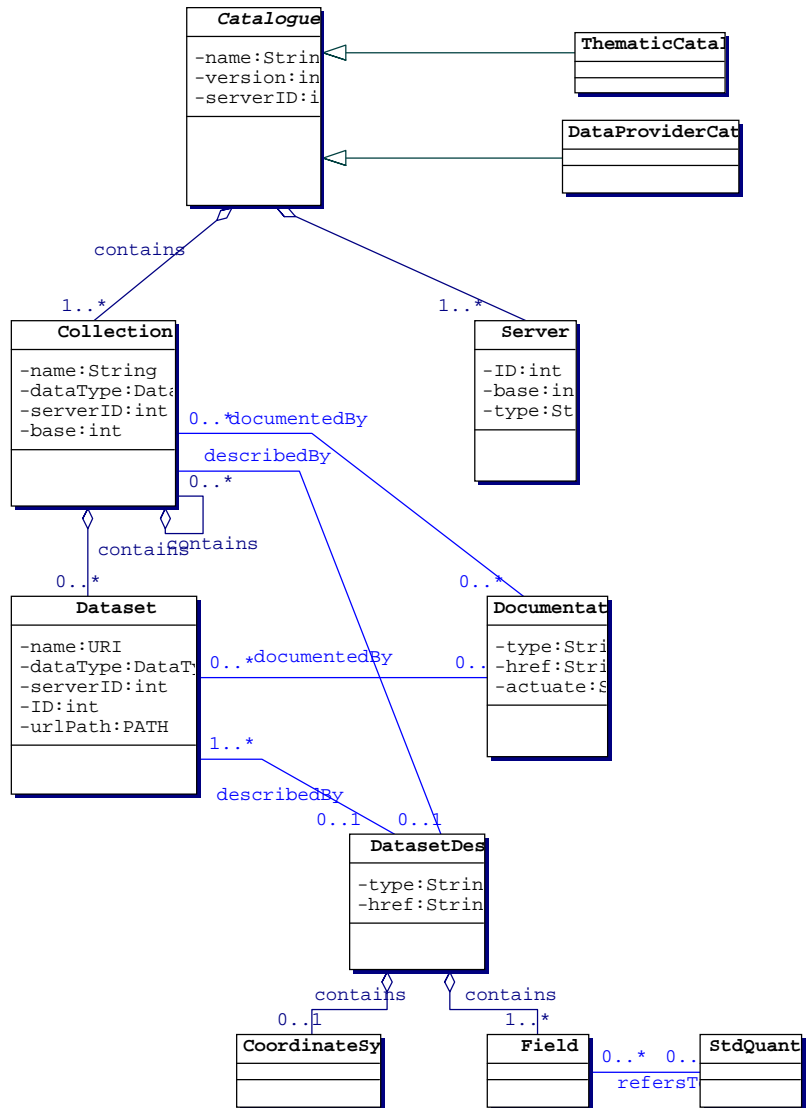 Catalogue
-name:Strin
-version:in
-serverID:i
ThematicCatal
DataProviderCat
contains
1..*
1..*
Collection
-name:String
-dataType:Data
-serverID:int
-base:int
Server
-ID:int
-base:in
-type:St
0..*
documentedBy
describedBy
0..*
contains
contains
0..*
0..*
Dataset
-name:URI
-dataType:DataTy
-serverID:int
-ID:int
-urlPath:PATH
Documentat
-type:Stri
-href:Stri
-actuate:S
0..*
documentedBy
0..
1..*
describedBy
0..1
0..1
DatasetDes
-type:Strin
-href:Strin
contains
contains
0..1
1..*
CoordinateSy
Field
StdQuant
0..*
0..
refersT